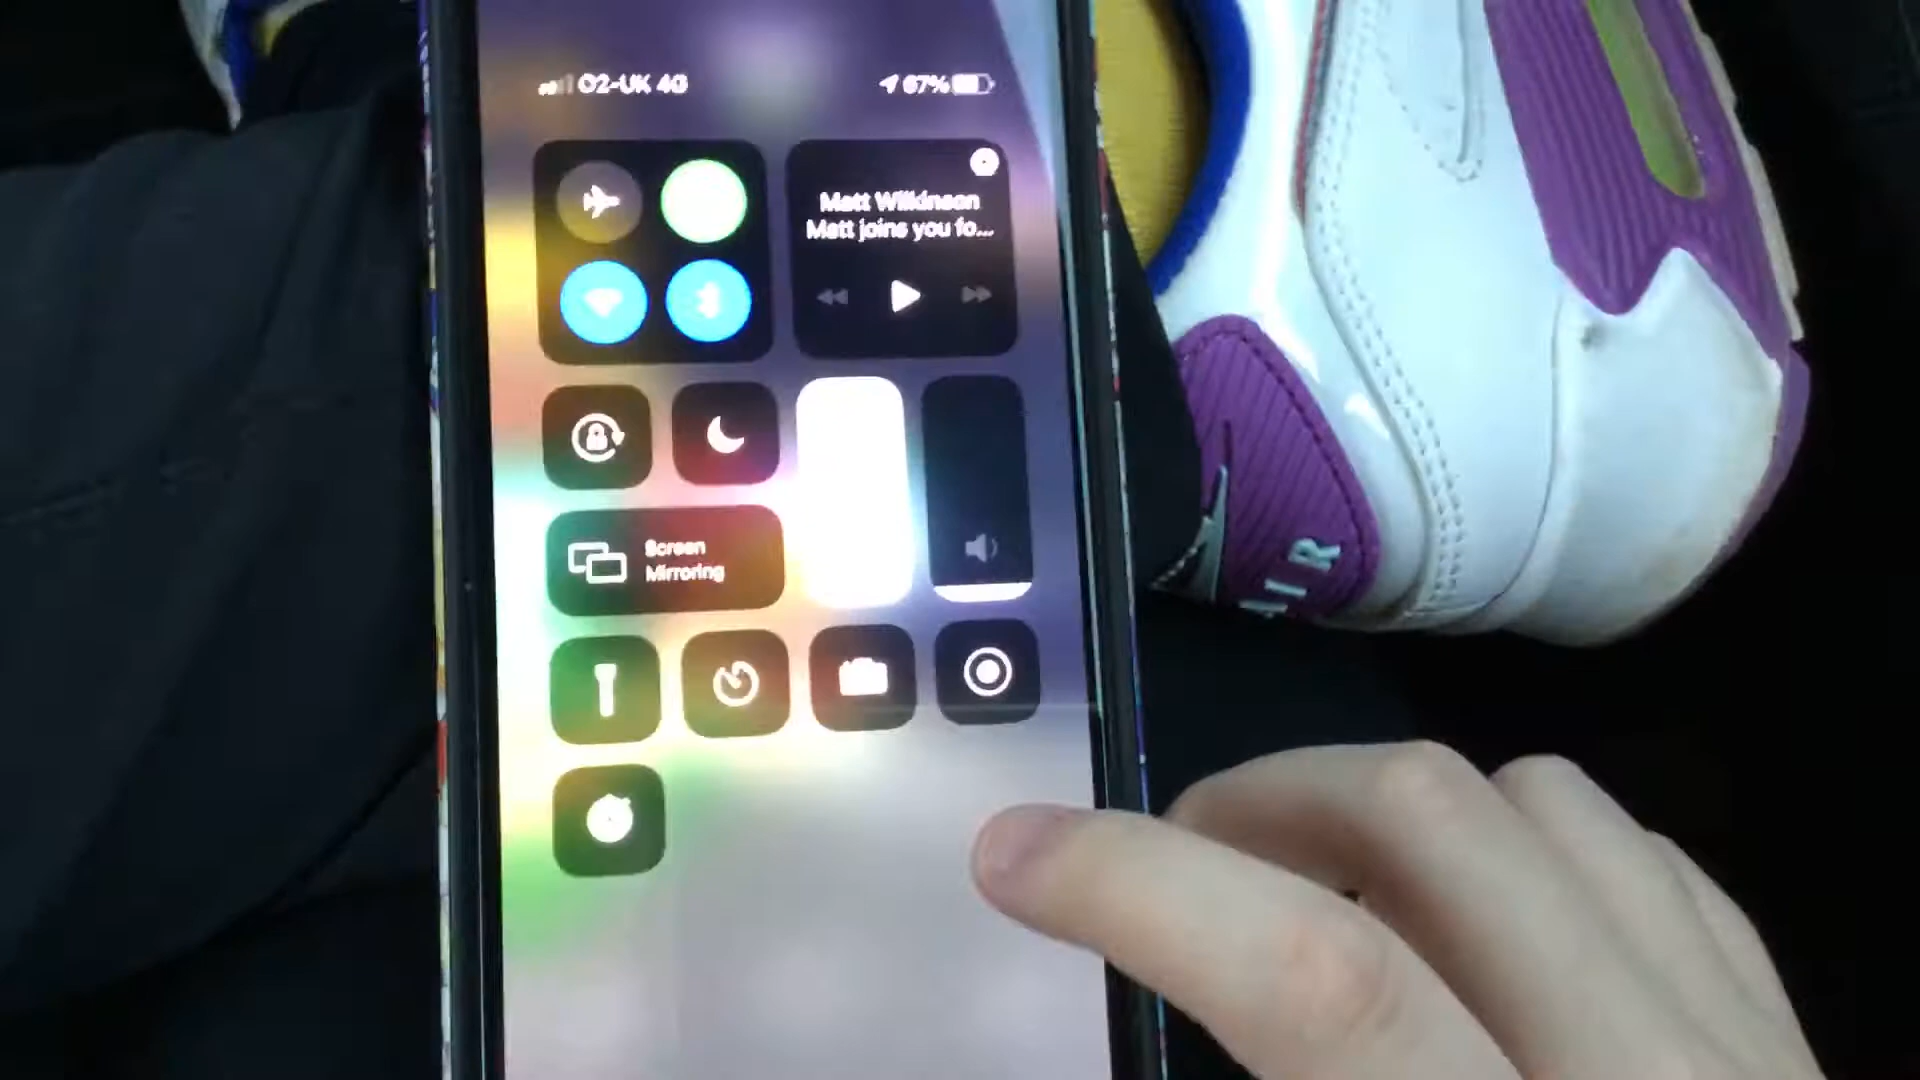 O2-UK 4G
67%
Matt Wilkinson
Matt joins you fo...
Screen
Mirroring
AIR